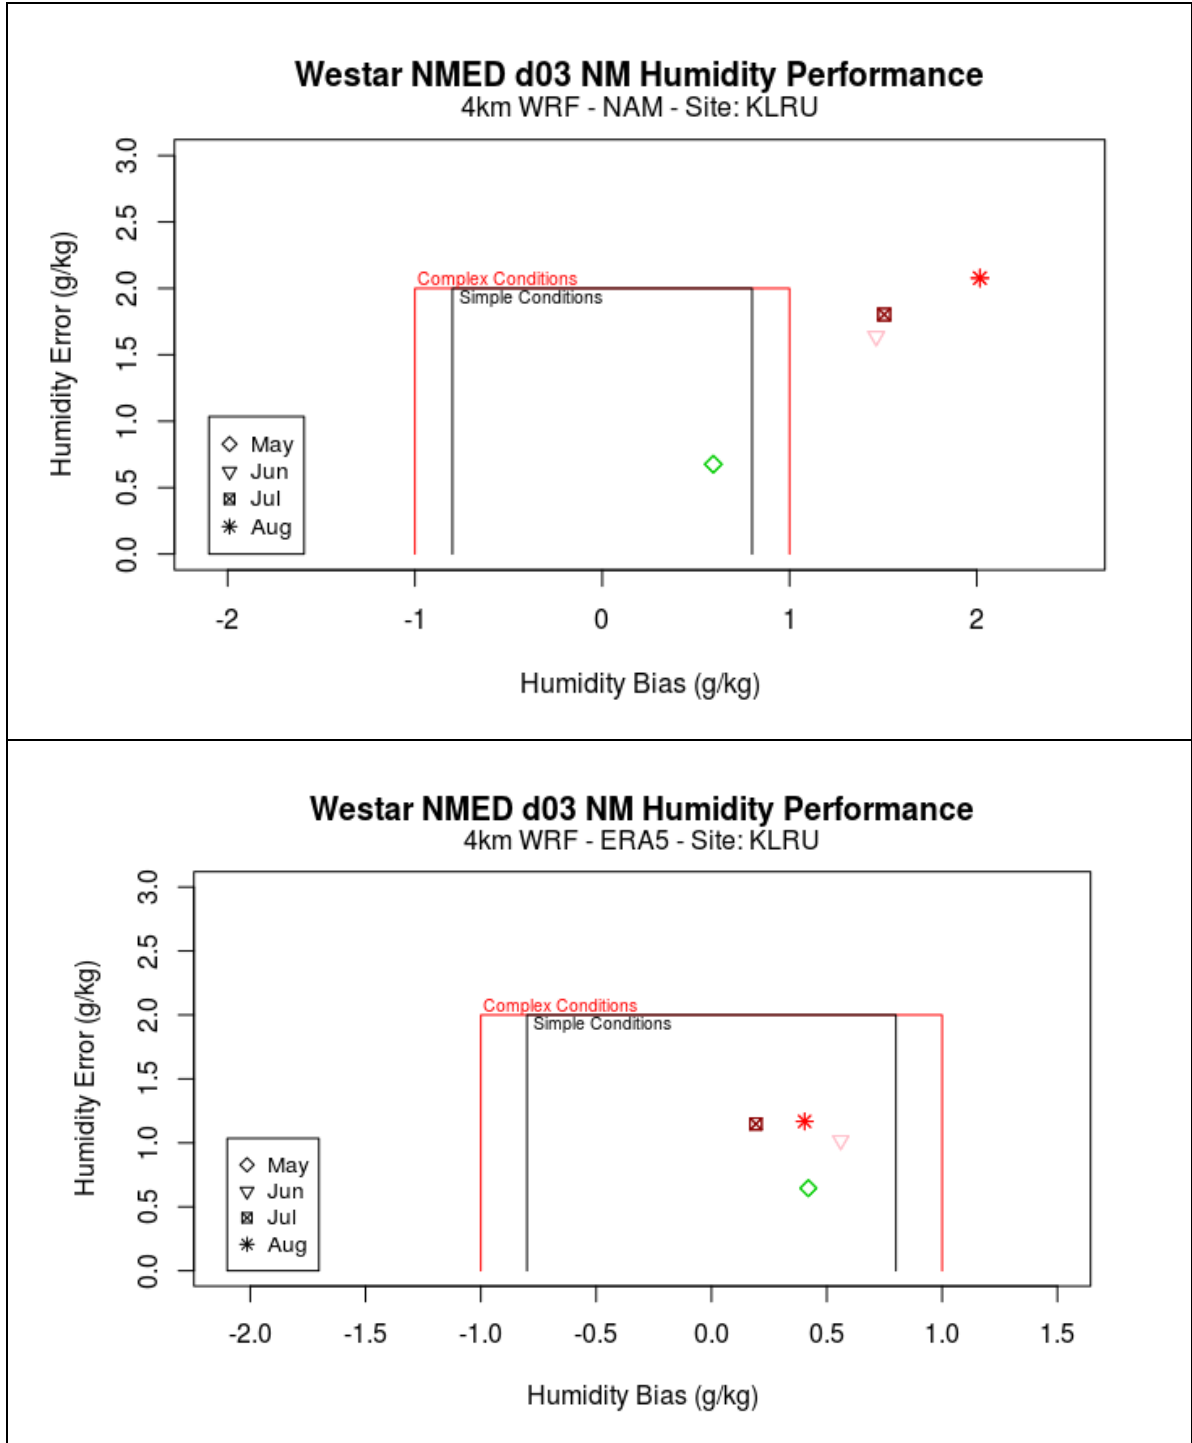 Westar NMED d03 NM Humidity Performance
4km WRF - NAM - Site: KLRU
Humidity Error (g/kg)
3.0
2.5
2.0
1.5
1.0
0.5
0.0
Complex Conditions
Simple Conditions
May
Jun
Jul
Aug
-2 -1 0 1 2
Humidity Bias (g/kg)
Westar NMED d03 NM Humidity Performance
4km WRF - ERA5 - Site: KLRU
Humidity Error (g/kg)
3.0
2.5
2.0
1.5
1.0
0.5
0.0
Complex Conditions
Simple Conditions
May
Jun
Jul
Aug
-2.0 -1.5 -1.0 -0.5 0.0 0.5 1.0 1.5
Humidity Bias (g/kg)